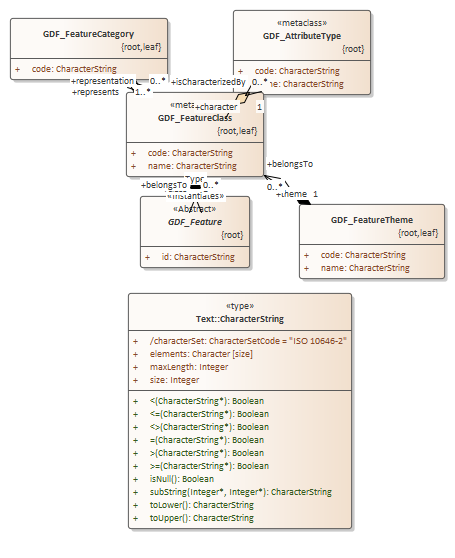 GDF_FeatureCategory
{root,leaf}
+ code: CharacterString
«metaclass»
GDF_AttributeType
{root}
+ code: CharacterString
me: CharacterString
+representation
0..*
+isCharacterizedBy
0..*
+represents
1..*
+character
1
GDF_FeatureClass
{root,leaf}
+ code: CharacterString
+ name: CharacterString
+belongsTo
Type
+belongsTo
0..*
«instantiates»
0..*
1
«Abstract»
GDF_Feature
{root}
+ id: CharacterString
GDF_FeatureTheme
{root,leaf}
+ code: CharacterString
+ name: CharacterString
«type»
Text::CharacterString
+ /characterSet: CharacterSetCode = "ISO 10646-2"
+ elements: Character [size]
+ maxLength: Integer
+ size: Integer
+ <(CharacterString*): Boolean
+ <=(CharacterString*): Boolean
+ <>(CharacterString*): Boolean
+ =(CharacterString*): Boolean
+ >(CharacterString*): Boolean
+ >=(CharacterString*): Boolean
+ isNull(): Boolean
+ subString(Integer*, Integer*): CharacterString
+ toLower(): CharacterString
+ toUpper(): CharacterString